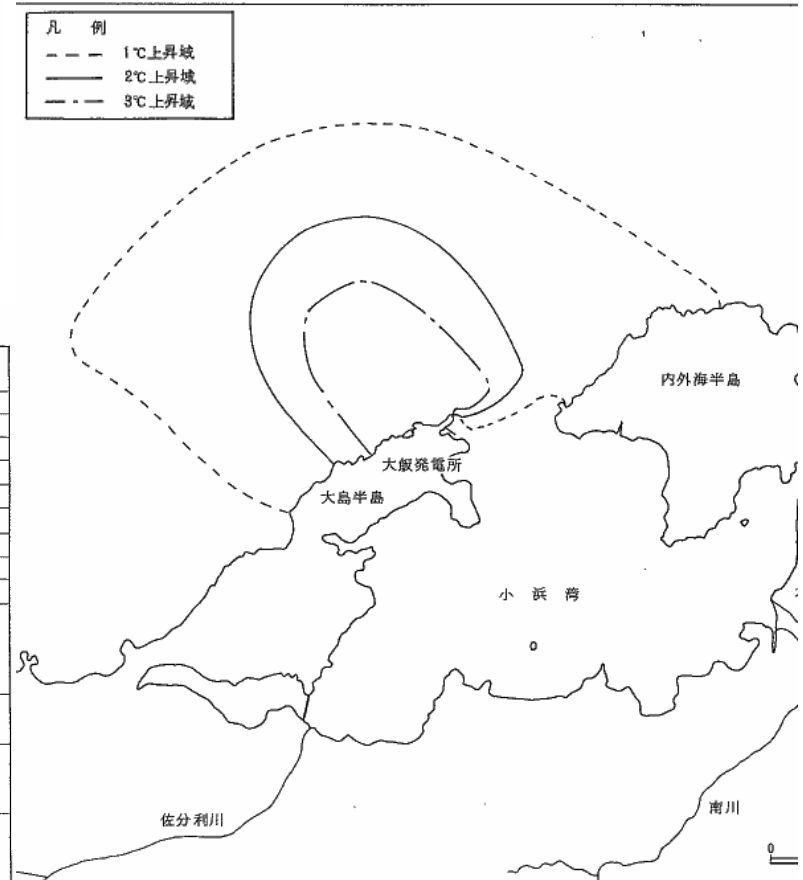 凡 例
1℃上昇域
2℃上昇域
3℃上昇域
内外海半島
大飯発電所
大島半島
小浜湾
佐分利川
南川
0